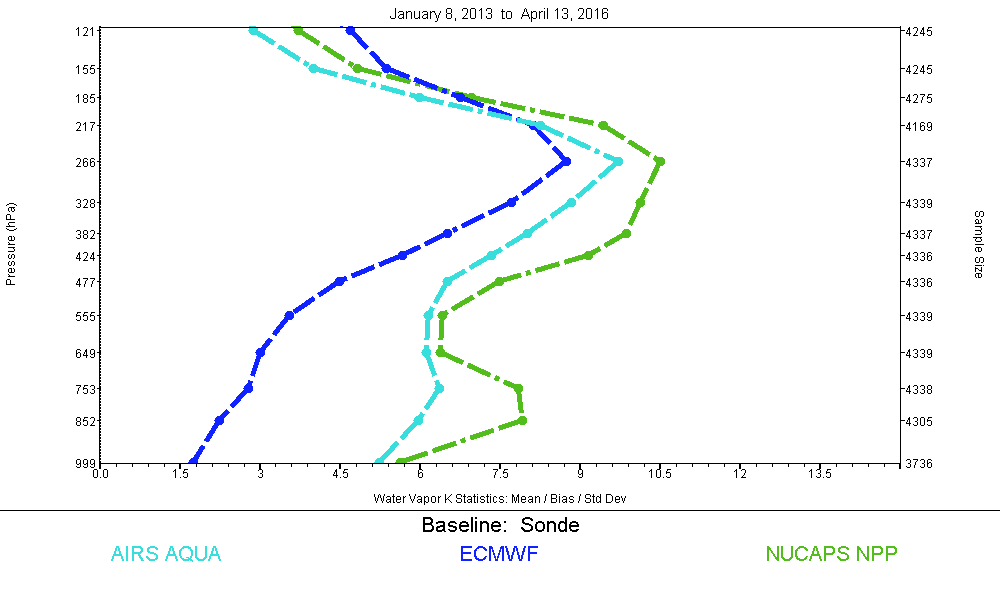 January 8, 2013 to April 13, 2016
121 4245
155 4245
185 4275
217 4169
266 4337
328 4339
382 4337
424 4336
477 4336
555 4339
649 4339
753 4338
852 4305
999 3736
Pressure (hPa)
Sample Size
0.0 1.5 3 4.5 6 7.5 9 10.5 12 13.5
Water Vapor K Statistics: Mean / Bias / Std Dev
Baseline: Sonde
AIRS AQUA ECMWF NUCAPS NPP